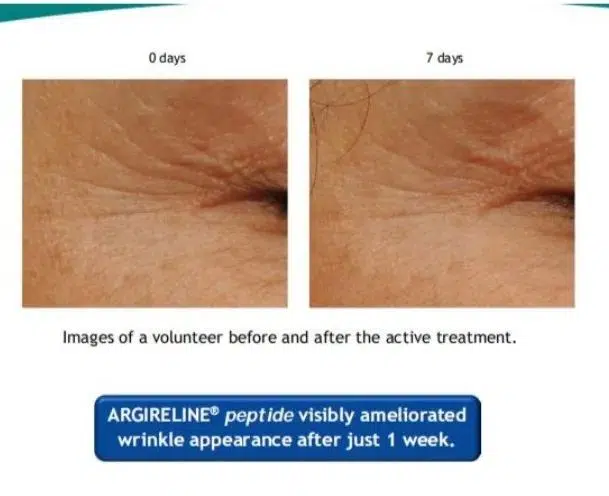 0 days
7 days
Images of a volunteer before and after the active treatment.
ARGIRELINE® peptide visibly ameliorated
wrinkle appearance after just 1 week.